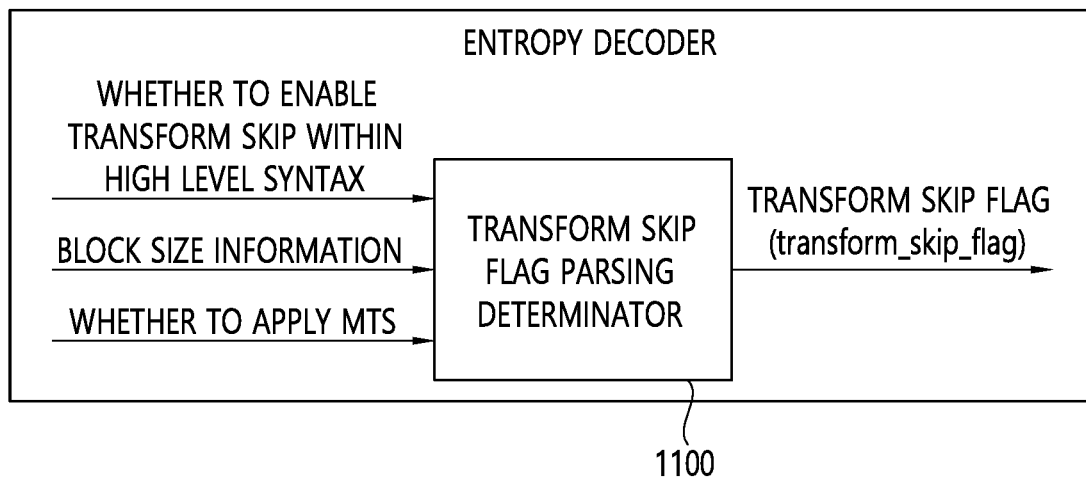 ENTROPY DECODER
WHETHER TO ENABLE
TRANSFORM SKIP WITHIN
HIGH LEVEL SYNTAX
BLOCK SIZE INFORMATION
WHETHER TO APPLY MTS
TRANSFORM SKIP
FLAG PARSING
DETERMINATOR
TRANSFORM SKIP FLAG
(transform_skip_flag)
1100